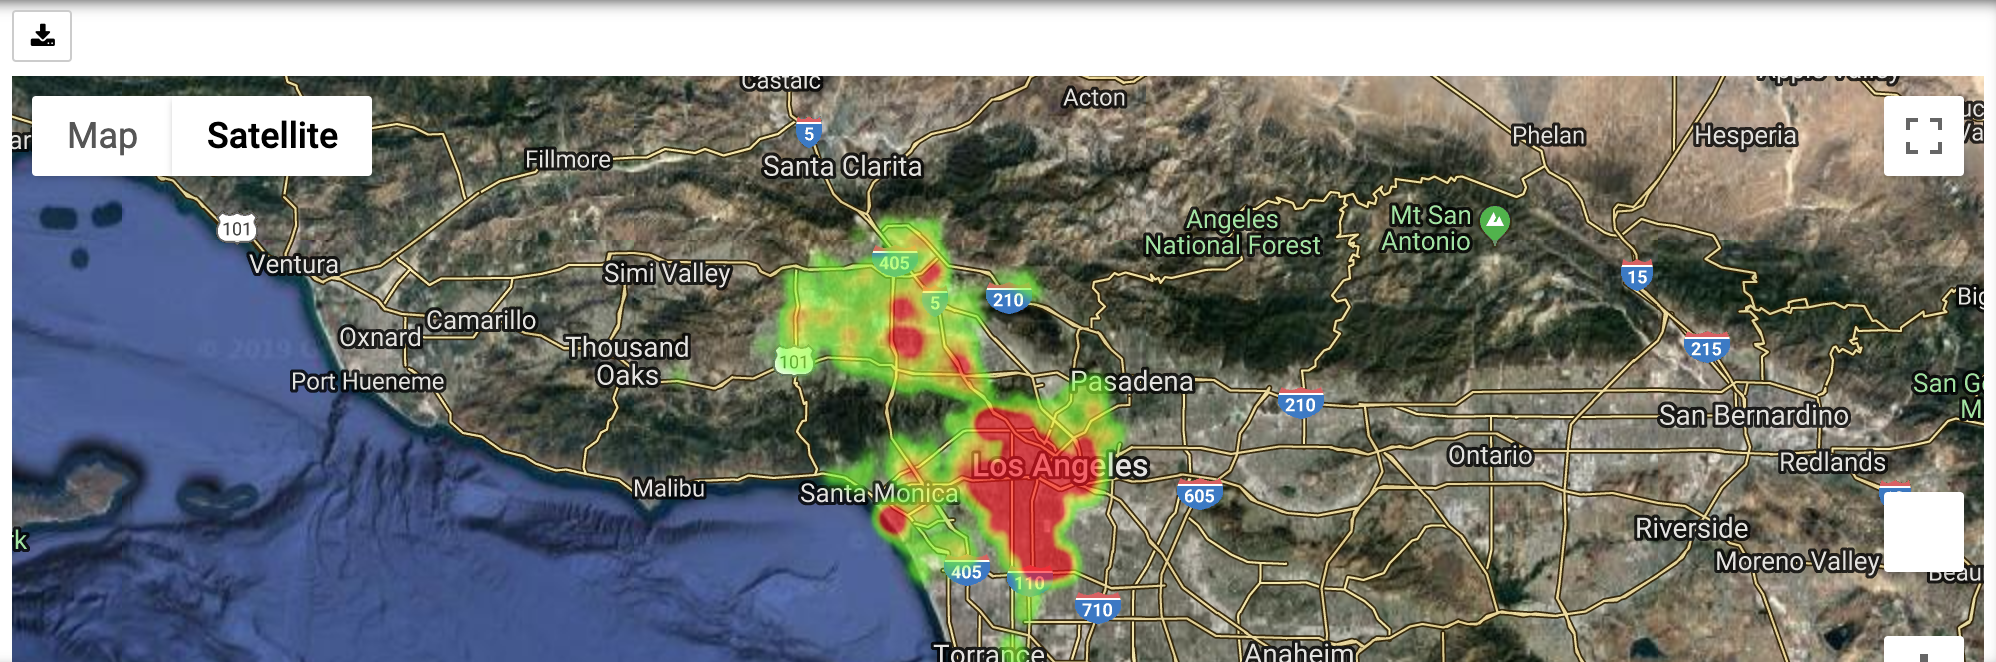 Castaic
Acton
Map
Satellite
5
Phelan
Hesperia
Fillmore
Santa Clarita
101
Angeles
National Forest
Mt San
Antonio
Ventura
405
Simi Valley
15
5
210
Oxnard
Camarillo
Thousand
Oaks
215
101
Port Hueneme
Pasadena
210
San Bernardino
Los Angeles
Ontario
Redlands
Malibu
Santa Monica
605
Riverside
Moreno Valley
405
110
710
Torrance
Anaheim